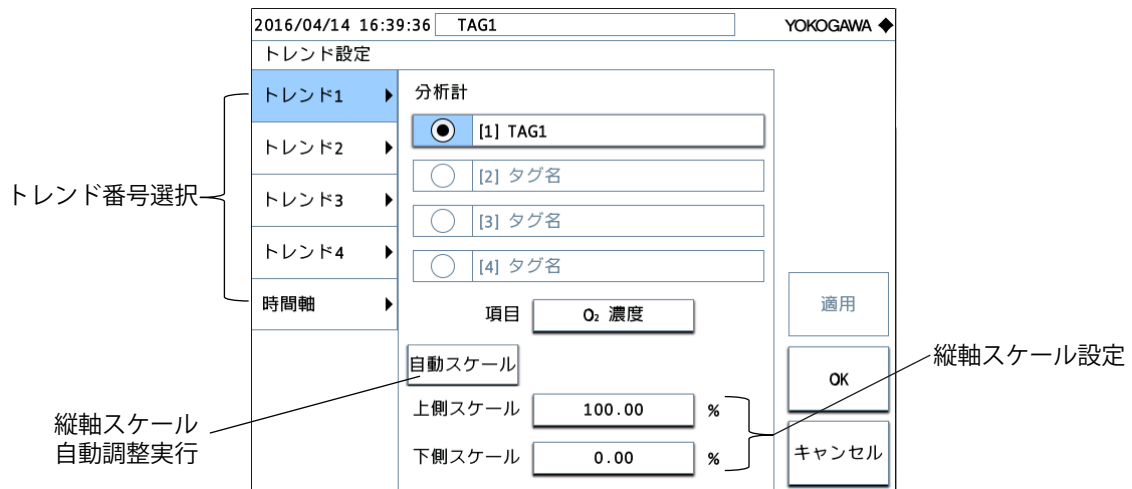 2016/04/14 16:39:36 TAG1 YOKOGAWA
トレンド設定
トレンド1
トレンド2
トレンド3
トレンド4
時間軸
トレンド番号選択
分析計
[1] TAG1
[2] タグ名
[3] タグ名
[4] タグ名
項目 O₂ 濃度
自動スケール
上側スケール 100.00 %
下側スケール 0.00 %
適用
OK
キャンセル
縦軸スケール設定
縦軸スケール
自動調整実行